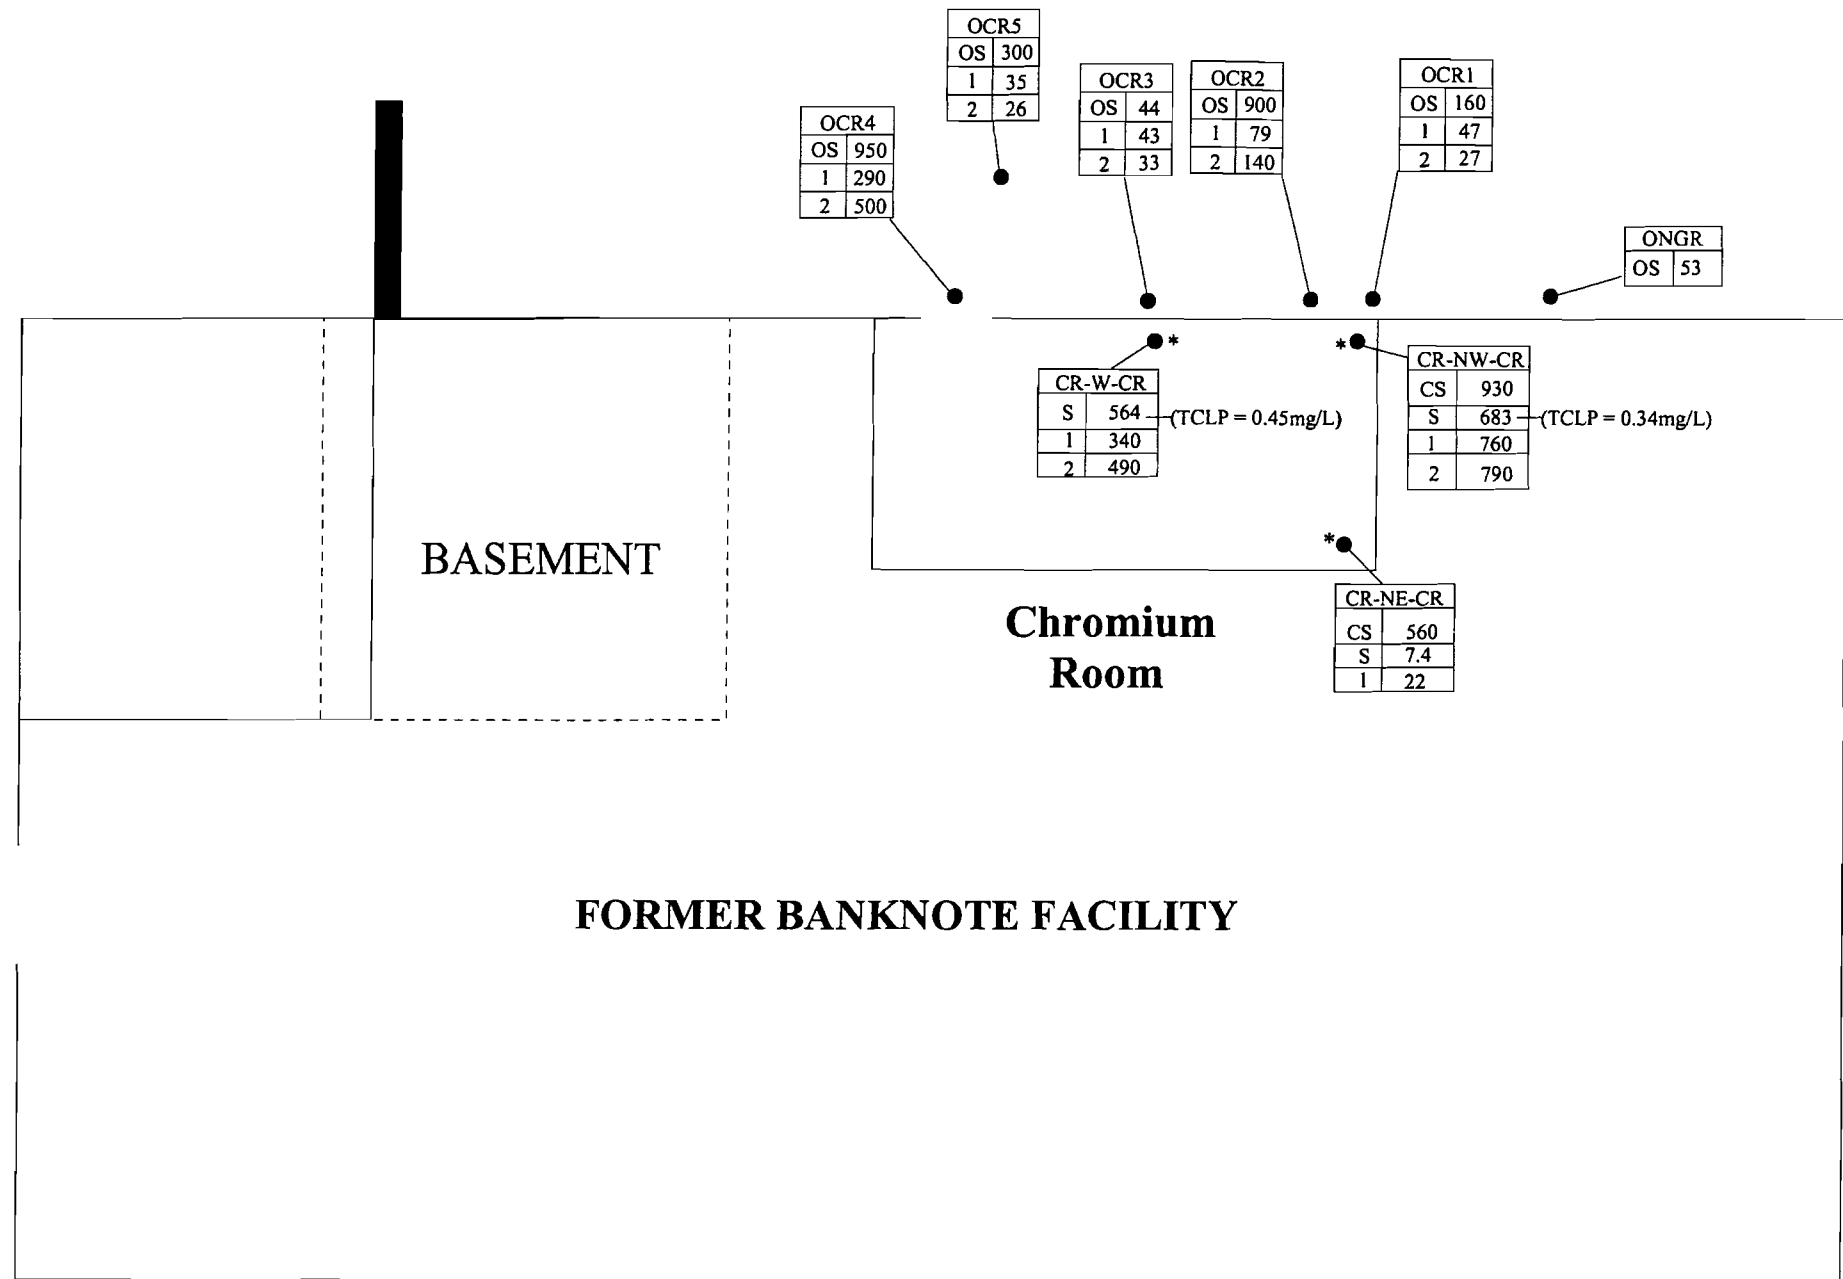 OCR5
OS 300
1 35
2 26
OCR3
OS 44
1 43
2 33
OCR2
OS 900
1 79
2 140
OCR1
OS 160
1 47
2 27
OCR4
OS 950
1 290
2 500
ONGR
OS 53
*
*
CR-W-CR
S 564 (TCLP = 0.45mg/L)
1 340
2 490
CR-NW-CR
CS 930
S 683 (TCLP = 0.34mg/L)
1 760
2 790
BASEMENT
*
CR-NE-CR
CS 560
S 7.4
1 22
Chromium
Room
FORMER BANKNOTE FACILITY